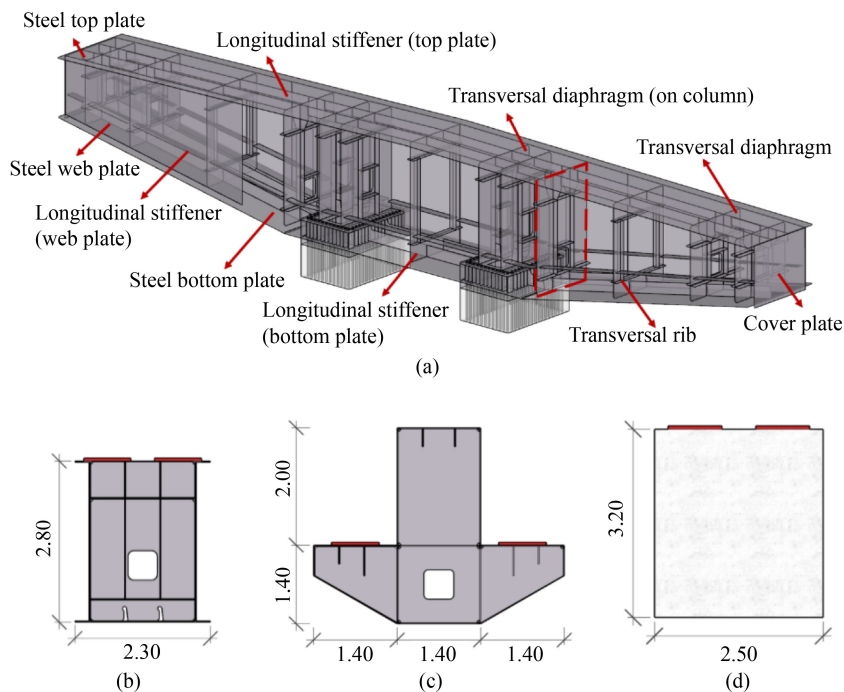 Steel top plate
Longitudinal stiffener (top plate)
Transversal diaphragm (on column)
Transversal diaphragm
Steel web plate
Longitudinal stiffener
(web plate)
Steel bottom plate
Longitudinal stiffener
(bottom plate)
Transversal rib
Cover plate
(a)
2.80
2.30
(b)
2.00
1.40
1.40
1.40
1.40
(c)
3.20
2.50
(d)